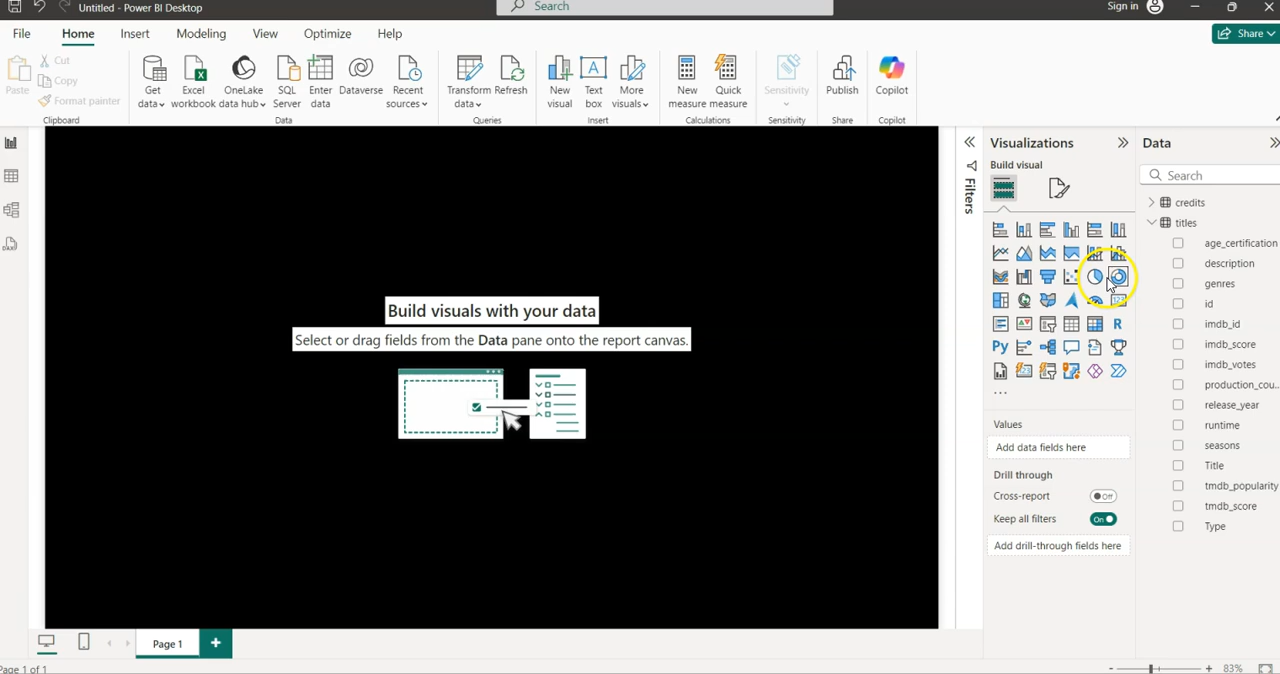 Untitled - Power BI Desktop
Search
Sign in
File Home Insert Modeling View Optimize Help
Share
Paste
Cut
Copy
Format painter
Clipboard
Get data
Excel workbook
OneLake data hub
SQL Server
Enter data
Dataverse
Recent sources
Data
Transform data
Refresh
Queries
New visual
Text box
More visuals
Insert
New measure
Quick measure
Calculations
Sensitivity
Sensitivity
Publish
Share
Copilot
Copilot
Build visuals with your data
Select or drag fields from the Data pane onto the report canvas.
Filters
Visualizations
Build visual
R
Py
123
...
Values
Add data fields here
Drill through
Cross-report
Off
Keep all filters
On
Add drill-through fields here
Data
Search
credits
titles
age_certification
description
genres
id
imdb_id
imdb_score
imdb_votes
production_cou...
release_year
runtime
seasons
Title
tmdb_popularity
tmdb_score
Type
DAX
Page 1
Page 1 of 1
83%